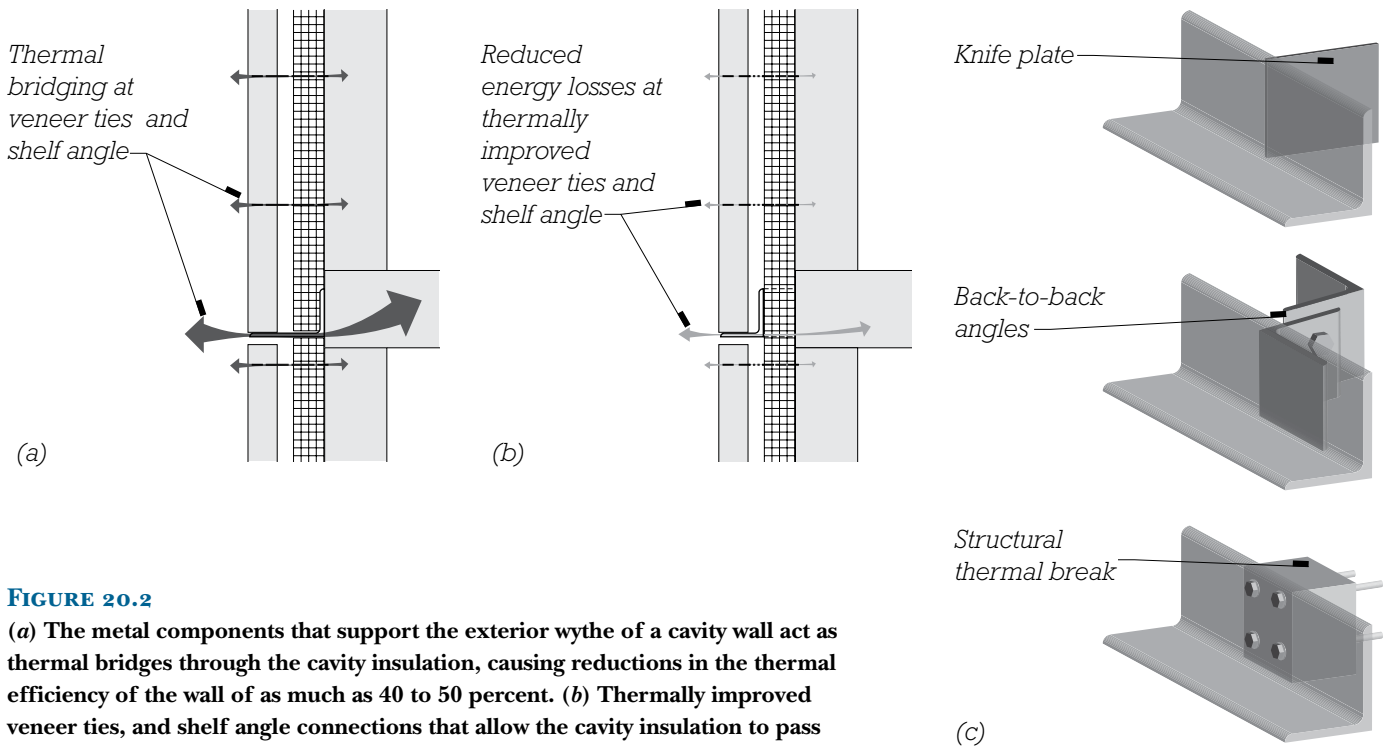 Thermal
bridging at
veneer ties and
shelf angle
(a)
Reduced
energy losses at
thermally
improved
veneer ties and
shelf angle
(b)
Knife plate
Back-to-back
angles
Structural
thermal break
(c)
FIGURE 20.2
(a) The metal components that support the exterior wythe of a cavity wall act as
thermal bridges through the cavity insulation, causing reductions in the thermal
efficiency of the wall of as much as 40 to 50 percent. (b) Thermally improved
veneer ties, and shelf angle connections that allow the cavity insulation to pass